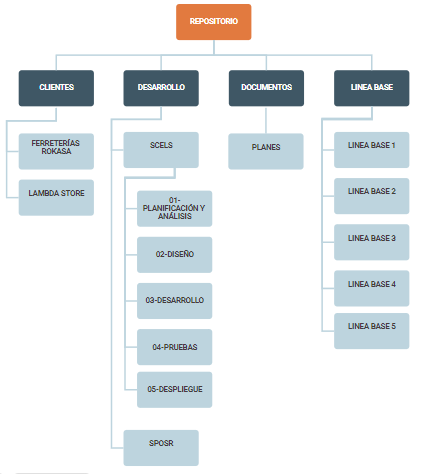 REPOSITORIO
CLIENTES
DESARROLLO
DOCUMENTOS
LINEA BASE
FERRETERÍAS
ROKASA
LAMBDA STORE
SCELS
01-
PLANIFICACIÓN Y
ANÁLISIS
02-DISEÑO
03-DESARROLLO
04-PRUEBAS
05-DESPLIEGUE
SPOSR
PLANES
LINEA BASE 1
LINEA BASE 2
LINEA BASE 3
LINEA BASE 4
LINEA BASE 5